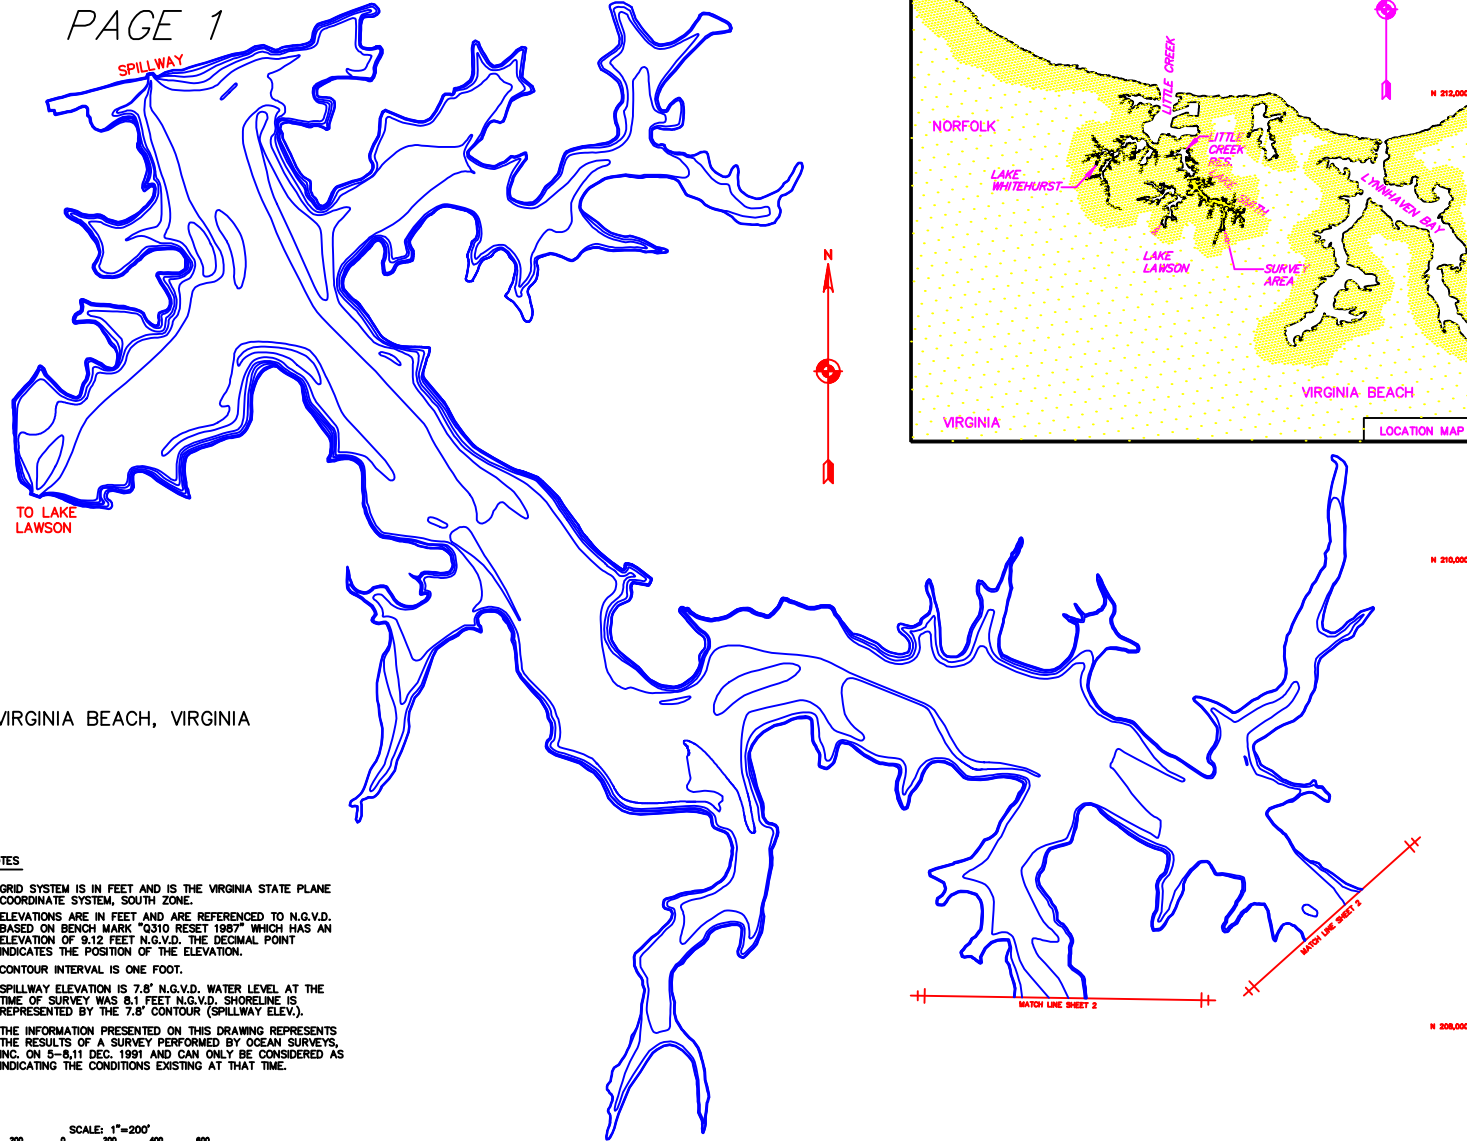 PAGE 1
SPILLWAY
TO LAKE
LAWSON
N
NORFOLK
LITTLE CREEK
LITTLE
CREEK
RES.
LAKE SMITH
LAKE
WHITEHURST
LYNNHAVEN BAY
LAKE
LAWSON
SURVEY
AREA
VIRGINIA BEACH
VIRGINIA
LOCATION MAP
N 212,000
N 210,000
N 208,000
VIRGINIA BEACH, VIRGINIA
TES
GRID SYSTEM IS IN FEET AND IS THE VIRGINIA STATE PLANE
COORDINATE SYSTEM, SOUTH ZONE.
ELEVATIONS ARE IN FEET AND ARE REFERENCED TO N.G.V.D.
BASED ON BENCH MARK "Q310 RESET 1987" WHICH HAS AN
ELEVATION OF 9.12 FEET N.G.V.D. THE DECIMAL POINT
INDICATES THE POSITION OF THE ELEVATION.
CONTOUR INTERVAL IS ONE FOOT.
SPILLWAY ELEVATION IS 7.8' N.G.V.D. WATER LEVEL AT THE
TIME OF SURVEY WAS 8.1 FEET N.G.V.D. SHORELINE IS
REPRESENTED BY THE 7.8' CONTOUR (SPILLWAY ELEV.).
THE INFORMATION PRESENTED ON THIS DRAWING REPRESENTS
THE RESULTS OF A SURVEY PERFORMED BY OCEAN SURVEYS,
INC. ON 5-8,11 DEC. 1991 AND CAN ONLY BE CONSIDERED AS
INDICATING THE CONDITIONS EXISTING AT THAT TIME.
MATCH LINE SHEET 2
MATCH LINE SHEET 2
SCALE: 1"=200'
200 0 200 400 600